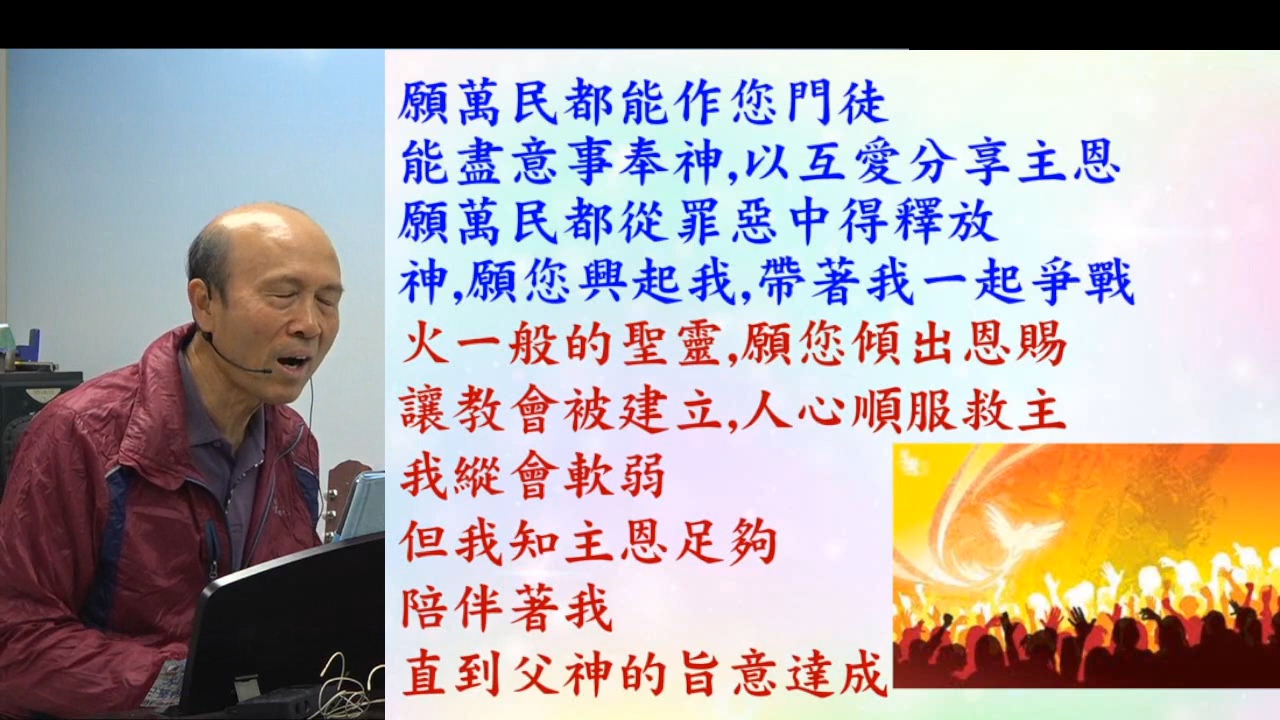 願萬民都能作您門徒
能盡意事奉神,以互愛分享主恩
願萬民都從罪惡中得釋放
神,願您興起我,帶著我一起爭戰
火一般的聖靈,願您傾出恩賜
讓教會被建立,人心順服救主
我縱會軟弱
但我知主恩足夠
陪伴著我
直到父神的旨意達成